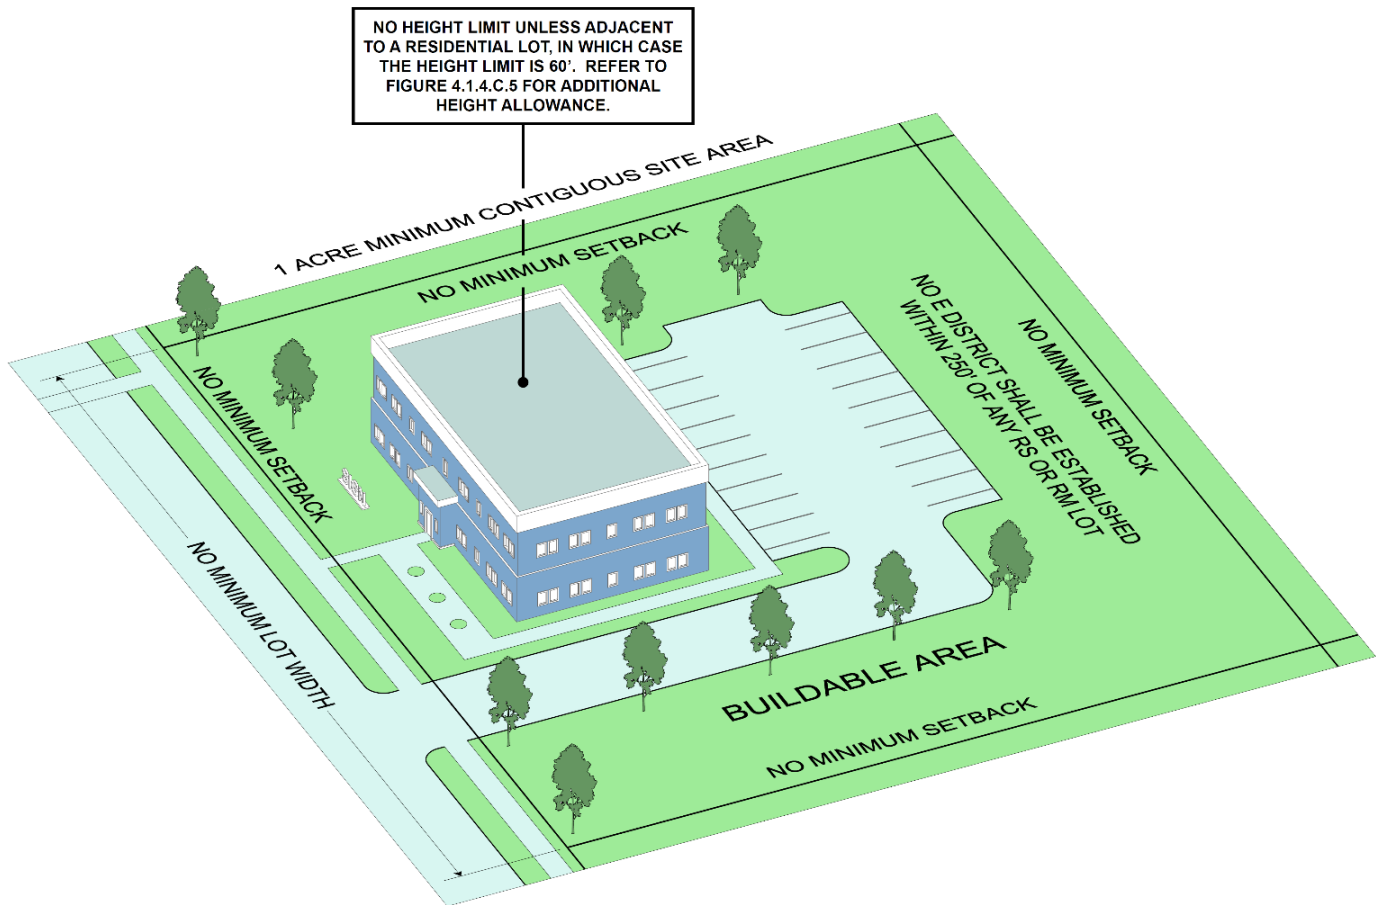 NO HEIGHT LIMIT UNLESS ADJACENT
TO A RESIDENTIAL LOT, IN WHICH CASE
THE HEIGHT LIMIT IS 60'. REFER TO
FIGURE 4.1.4.C.5 FOR ADDITIONAL
HEIGHT ALLOWANCE.
1 ACRE MINIMUM CONTIGUOUS SITE AREA
NO MINIMUM SETBACK
NO E DISTRICT SHALL BE ESTABLISHED
WITHIN 250' OF ANY RS OR RM LOT
NO MINIMUM SETBACK
NO MINIMUM SETBACK
SIGN
NO MINIMUM LOT WIDTH
BUILDABLE AREA
NO MINIMUM SETBACK